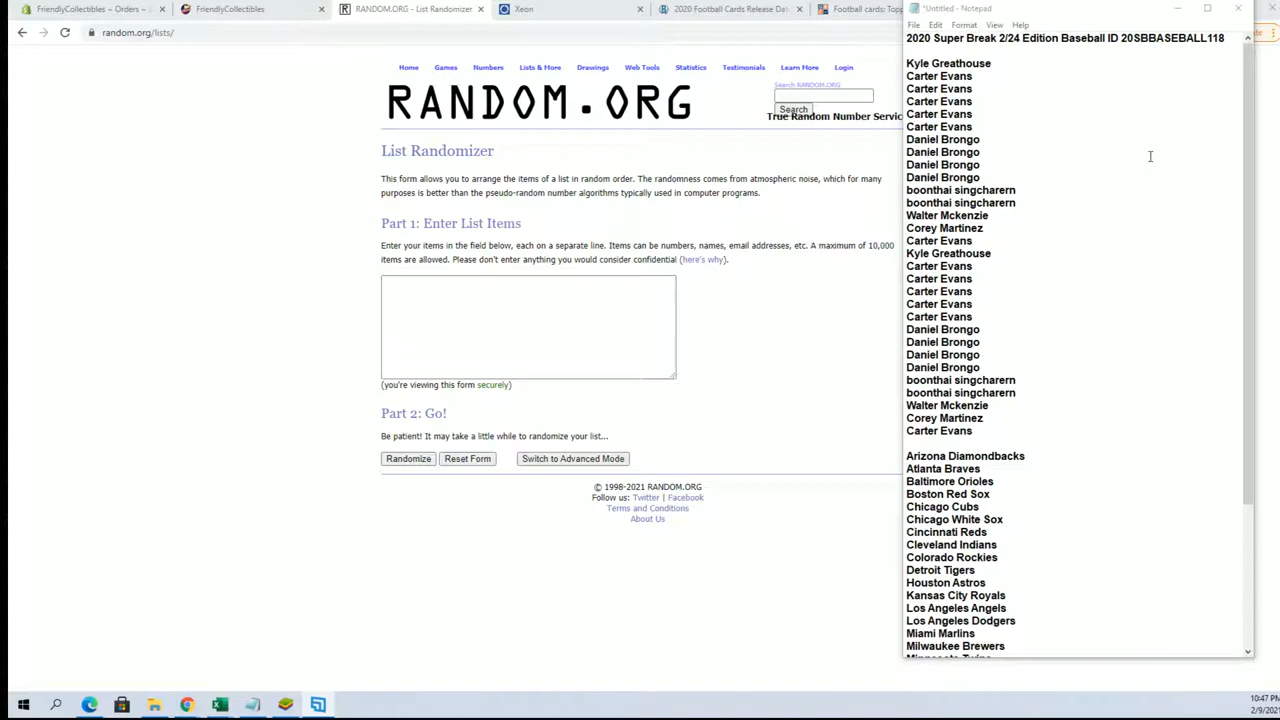 FriendlyCollectibles ~ Orders ~
FriendlyCollectibles
RANDOM.ORG - List Randomizer
Xeon
2020 Football Cards Release Dat
Football cards: Topp
random.org/lists/
Home Games Numbers Lists & More Drawings Web Tools Statistics Testimonials Learn More Login
RANDOM.ORG
Search RANDOM.ORG
Search
True Random Number Servic
List Randomizer
This form allows you to arrange the items of a list in random order. The randomness comes from atmospheric noise, which for many
purposes is better than the pseudo-random number algorithms typically used in computer programs.
Part 1: Enter List Items
Enter your items in the field below, each on a separate line. Items can be numbers, names, email addresses, etc. A maximum of 10,000
items are allowed. Please don't enter anything you would consider confidential (here's why).
(you're viewing this form securely)
Part 2: Go!
Be patient! It may take a little while to randomize your list...
Randomize Reset Form Switch to Advanced Mode
© 1998-2021 RANDOM.ORG
Follow us: Twitter | Facebook
Terms and Conditions
About Us
*Untitled - Notepad
File Edit Format View Help
2020 Super Break 2/24 Edition Baseball ID 20SBBASEBALL118
Kyle Greathouse
Carter Evans
Carter Evans
Carter Evans
Carter Evans
Carter Evans
Daniel Brongo
Daniel Brongo
Daniel Brongo
Daniel Brongo
boonthai singcharern
boonthai singcharern
Walter Mckenzie
Corey Martinez
Carter Evans
Kyle Greathouse
Carter Evans
Carter Evans
Carter Evans
Carter Evans
Carter Evans
Daniel Brongo
Daniel Brongo
Daniel Brongo
Daniel Brongo
boonthai singcharern
boonthai singcharern
Walter Mckenzie
Corey Martinez
Carter Evans
Arizona Diamondbacks
Atlanta Braves
Baltimore Orioles
Boston Red Sox
Chicago Cubs
Chicago White Sox
Cincinnati Reds
Cleveland Indians
Colorado Rockies
Detroit Tigers
Houston Astros
Kansas City Royals
Los Angeles Angels
Los Angeles Dodgers
Miami Marlins
Milwaukee Brewers
10:47 PM
2/9/2021